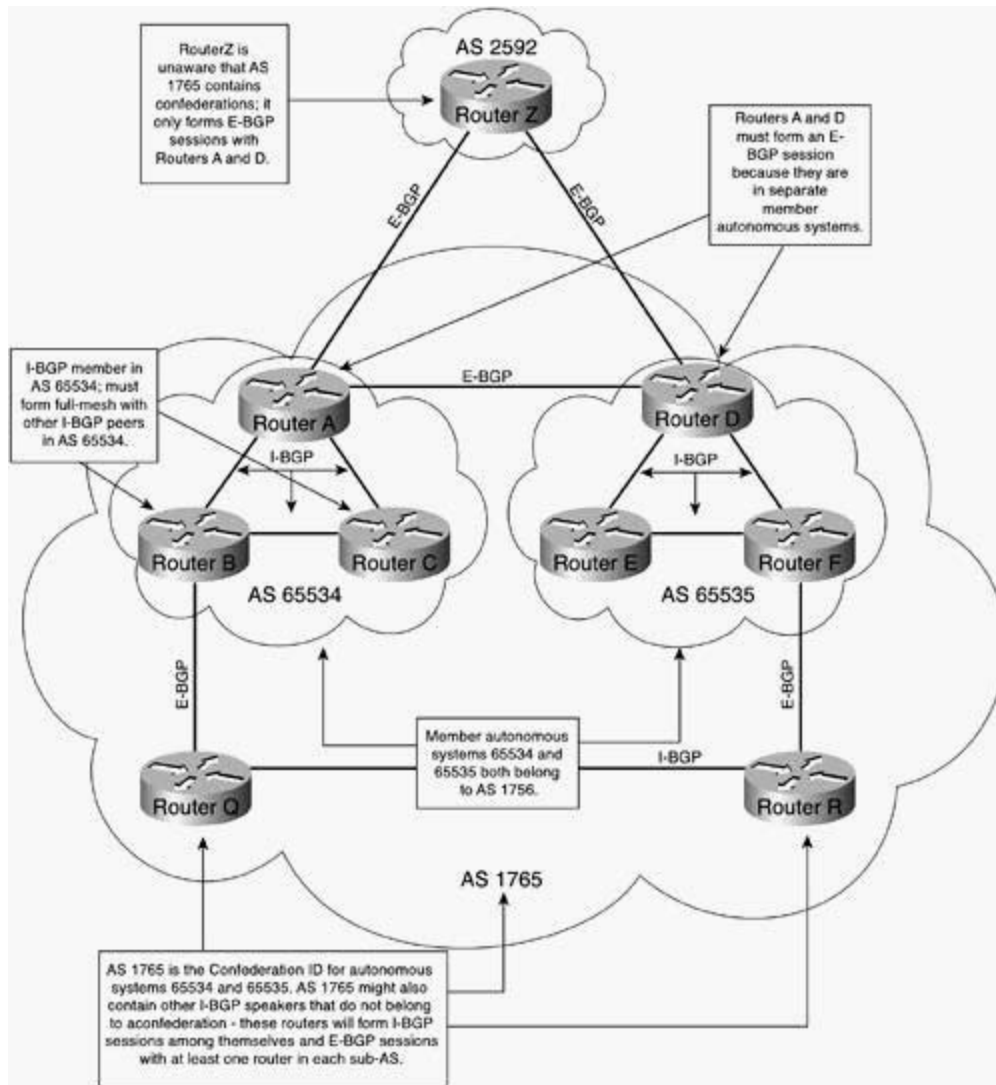 RouterZ is
unaware that AS
1765 contains
confederations; it
only forms E-BGP
sessions with
Routers A and D.
AS 2592
Router Z
Routers A and D
must form an E-
BGP session
because they are
in separate
member
autonomous systems.
E-BGP
E-BGP
I-BGP member in
AS 65534; must
form full-mesh with
other I-BGP peers
in AS 65534.
Router A
E-BGP
Router D
I-BGP
I-BGP
Router B
Router C
Router E
Router F
AS 65534
AS 65535
E-BGP
E-BGP
Member autonomous
systems 65534 and
65535 both belong
to AS 1756.
I-BGP
Router Q
Router R
AS 1765
AS 1765 is the Confederation ID for autonomous
systems 65534 and 65535. AS 1765 might also
contain other I-BGP speakers that do not belong
to aconfederation - these routers will form I-BGP
sessions among themselves and E-BGP sessions
with at least one router in each sub-AS.